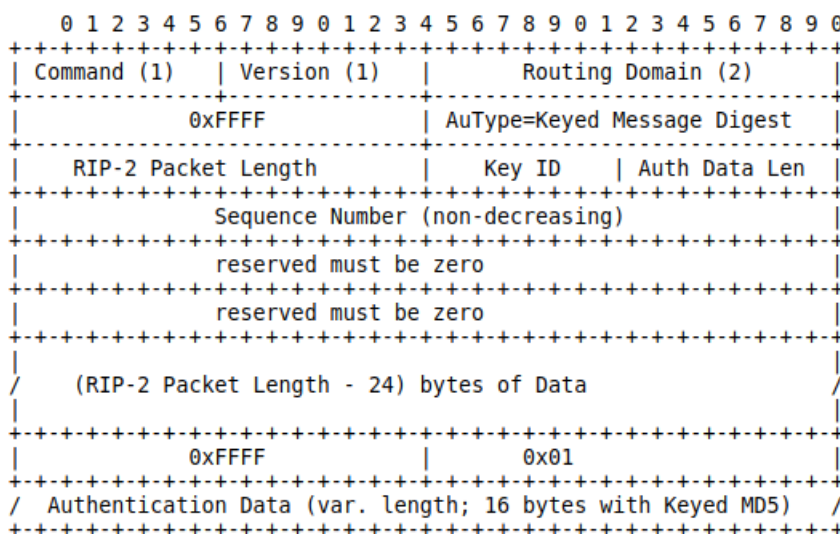 0 1 2 3 4 5 6 7 8 9 0 1 2 3 4 5 6 7 8 9 0 1 2 3 4 5 6 7 8 9 0
| Command (1) | Version (1) | Routing Domain (2) |
| 0xFFFF | AuType=Keyed Message Digest |
| RIP-2 Packet Length | Key ID | Auth Data Len |
| Sequence Number (non-decreasing) |
| reserved must be zero |
| reserved must be zero |
/ (RIP-2 Packet Length - 24) bytes of Data /
| 0xFFFF | 0x01 |
/ Authentication Data (var. length; 16 bytes with Keyed MD5) /